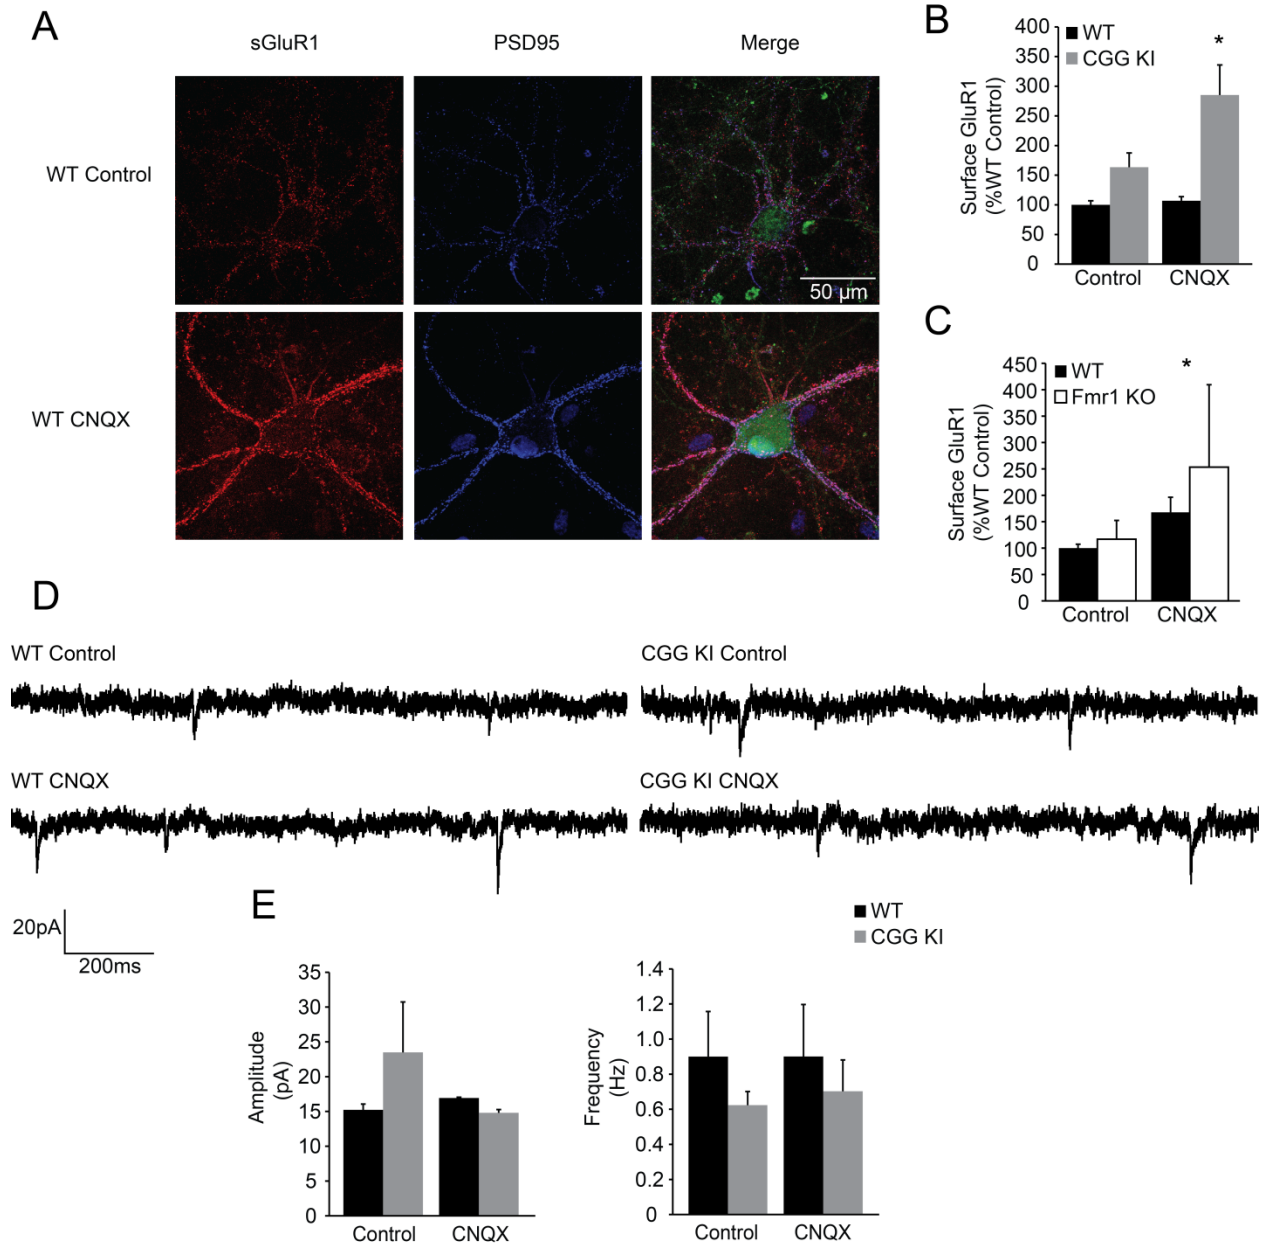 A
sGluR1
PSD95
Merge
WT Control
50 µm
WT CNQX
B
400
350
300
250
200
150
100
50
0
Surface GluR1
(%WT Control)
WT
CGG KI
*
Control
CNQX
C
450
400
350
300
250
200
150
100
50
0
Surface GluR1
(%WT Control)
WT
Fmr1 KO
*
Control
CNQX
D
WT Control
CGG KI Control
WT CNQX
CGG KI CNQX
20pA
200ms
E
WT
CGG KI
35
30
25
20
15
10
5
0
Amplitude
(pA)
Control
CNQX
1.4
1.2
1.0
0.8
0.6
0.4
0.2
0
Frequency
(Hz)
Control
CNQX